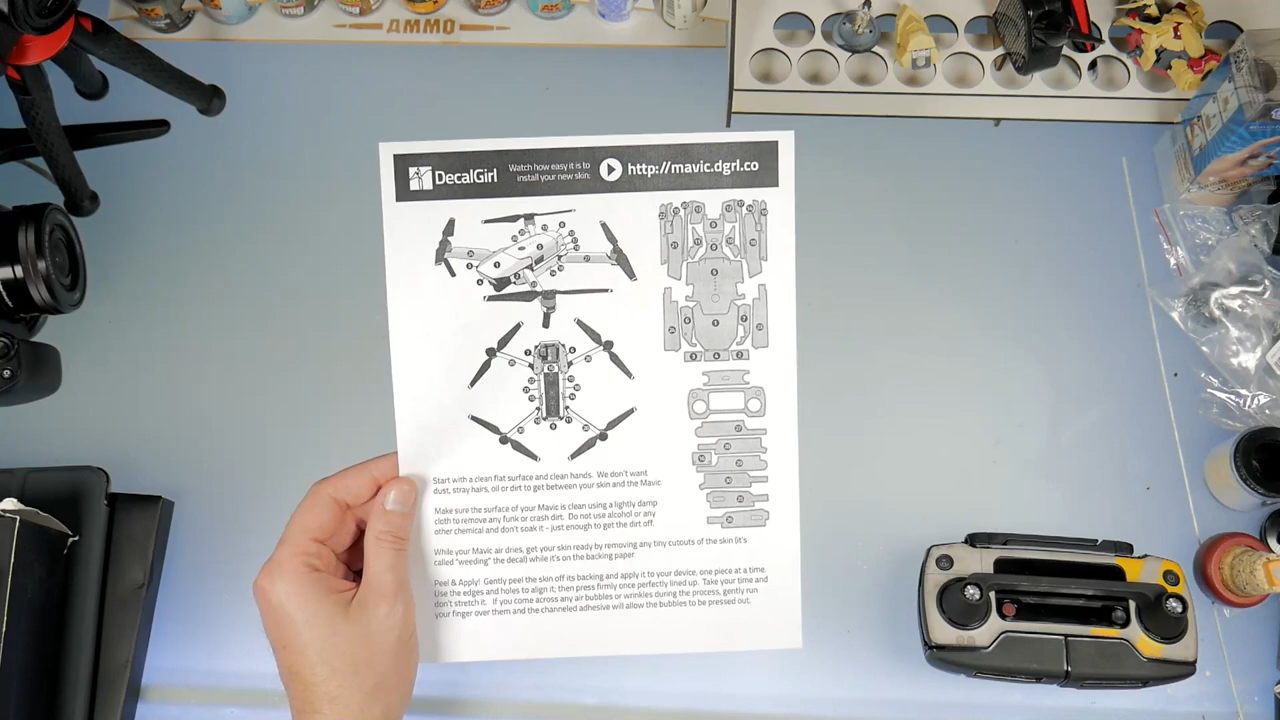 AMMO
DecalGirl
Watch how easy it is to
install your new skin:
http://mavic.dgrl.co
Start with a clean flat surface and clean hands. We don't want
dust, stray hairs, oil or dirt to get between your skin and the Mavic.
Make sure the surface of your Mavic is clean using a lightly damp
cloth to remove any funk or crash dirt. Do not use alcohol or any
other chemical and don't soak it - just enough to get the dirt off.
While your Mavic air dries, get your skin ready by removing any tiny cutouts of the skin (it's
called "weeding" the decal) while it's on the backing paper.
Peel & Apply! Gently peel the skin off its backing and apply it to your device, one piece at a time.
Use the edges and holes to align it; then press firmly once perfectly lined up. Take your time and
don't stretch it. If you come across any air bubbles or wrinkles during the process, gently run
your finger over them and the channeled adhesive will allow the bubbles to be pressed out.